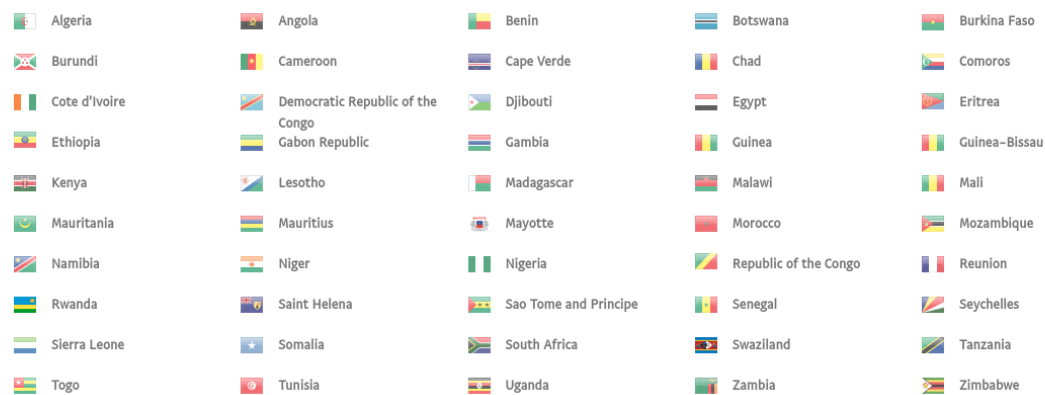 Algeria
Angola
Benin
Botswana
Burkina Faso
Burundi
Cameroon
Cape Verde
Chad
Comoros
Cote d'Ivoire
Democratic Republic of the
Congo
Djibouti
Egypt
Eritrea
Ethiopia
Gabon Republic
Gambia
Guinea
Guinea-Bissau
Kenya
Lesotho
Madagascar
Malawi
Mali
Mauritania
Mauritius
Mayotte
Morocco
Mozambique
Namibia
Niger
Nigeria
Republic of the Congo
Reunion
Rwanda
Saint Helena
Sao Tome and Principe
Senegal
Seychelles
Sierra Leone
Somalia
South Africa
Swaziland
Tanzania
Togo
Tunisia
Uganda
Zambia
Zimbabwe